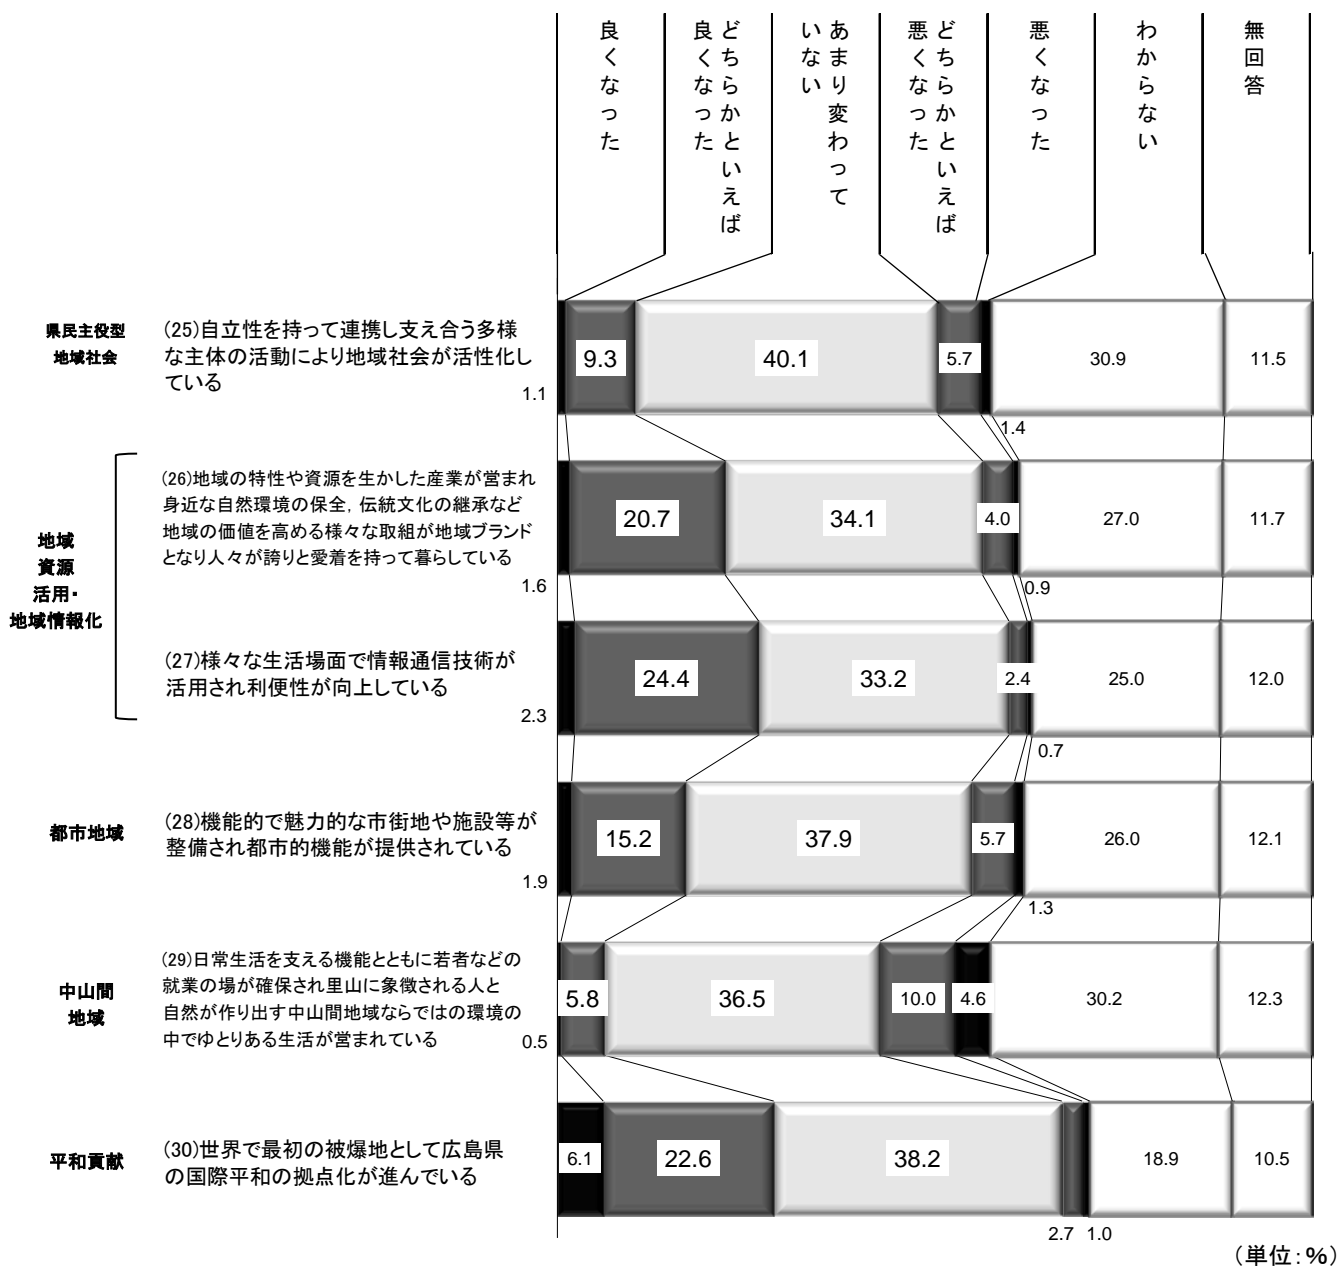 良くなった
どちらかといえば
良くなった
あまり変わって
いない
どちらかといえば
悪くなった
悪くなった
わからない
無回答
県民主役型
地域社会
(25)自立性を持って連携し支え合う多様
な主体の活動により地域社会が活性化し
ている
1.1
9.3
40.1
5.7
1.4
30.9
11.5
地域
資源
活用・
地域情報化
(26)地域の特性や資源を生かした産業が営まれ
身近な自然環境の保全，伝統文化の継承など
地域の価値を高める様々な取組が地域ブランド
となり人々が誇りと愛着を持って暮らしている
1.6
20.7
34.1
4.0
0.9
27.0
11.7
(27)様々な生活場面で情報通信技術が
活用され利便性が向上している
2.3
24.4
33.2
2.4
0.7
25.0
12.0
都市地域
(28)機能的で魅力的な市街地や施設等が
整備され都市的機能が提供されている
1.9
15.2
37.9
5.7
1.3
26.0
12.1
中山間
地域
(29)日常生活を支える機能とともに若者などの
就業の場が確保され里山に象徴される人と
自然が作り出す中山間地域ならではの環境の
中でゆとりある生活が営まれている
0.5
5.8
36.5
10.0
4.6
30.2
12.3
平和貢献
(30)世界で最初の被爆地として広島県
の国際平和の拠点化が進んでいる
6.1
22.6
38.2
2.7
1.0
18.9
10.5
（単位：％）